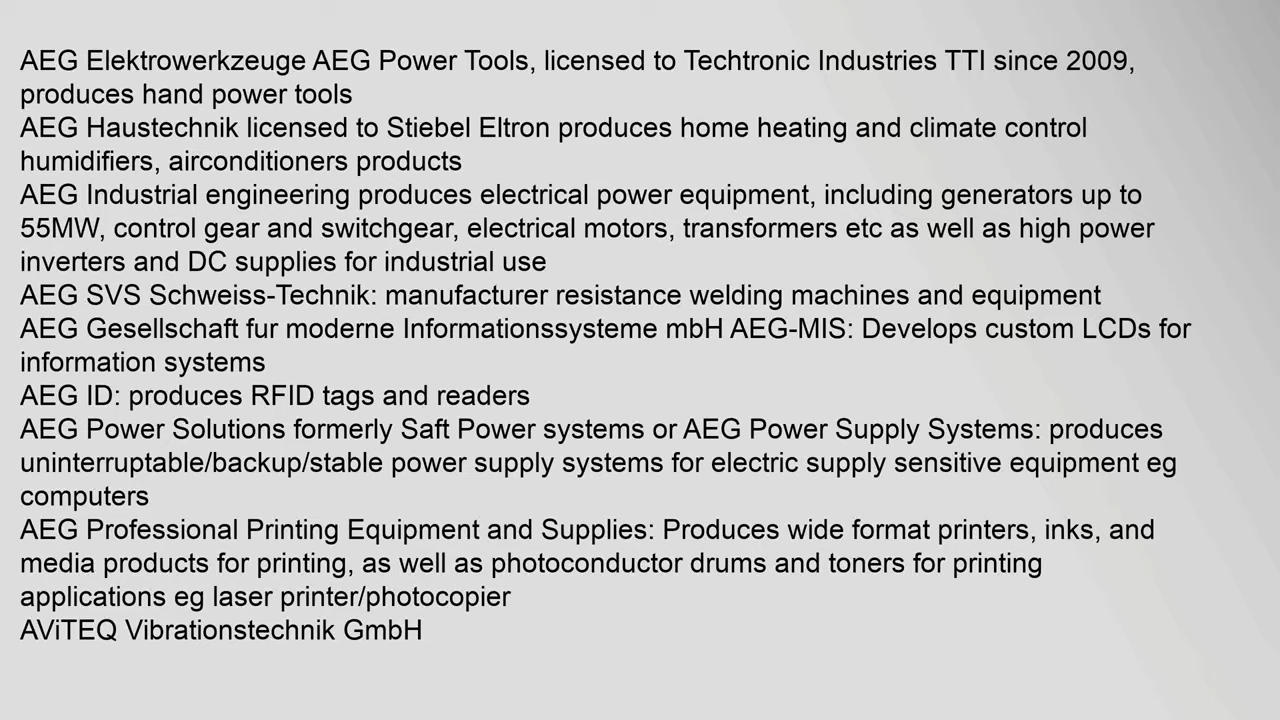 AEG Elektrowerkzeuge AEG Power Tools, licensed to Techtronic Industries TTI since 2009,
produces hand power tools
AEG Haustechnik licensed to Stiebel Eltron produces home heating and climate control
humidifiers, airconditioners products
AEG Industrial engineering produces electrical power equipment, including generators up to
55MW, control gear and switchgear, electrical motors, transformers etc as well as high power
inverters and DC supplies for industrial use
AEG SVS Schweiss-Technik: manufacturer resistance welding machines and equipment
AEG Gesellschaft fur moderne Informationssysteme mbH AEG-MIS: Develops custom LCDs for
information systems
AEG ID: produces RFID tags and readers
AEG Power Solutions formerly Saft Power systems or AEG Power Supply Systems: produces
uninterruptable/backup/stable power supply systems for electric supply sensitive equipment eg
computers
AEG Professional Printing Equipment and Supplies: Produces wide format printers, inks, and
media products for printing, as well as photoconductor drums and toners for printing
applications eg laser printer/photocopier
AViTEQ Vibrationstechnik GmbH